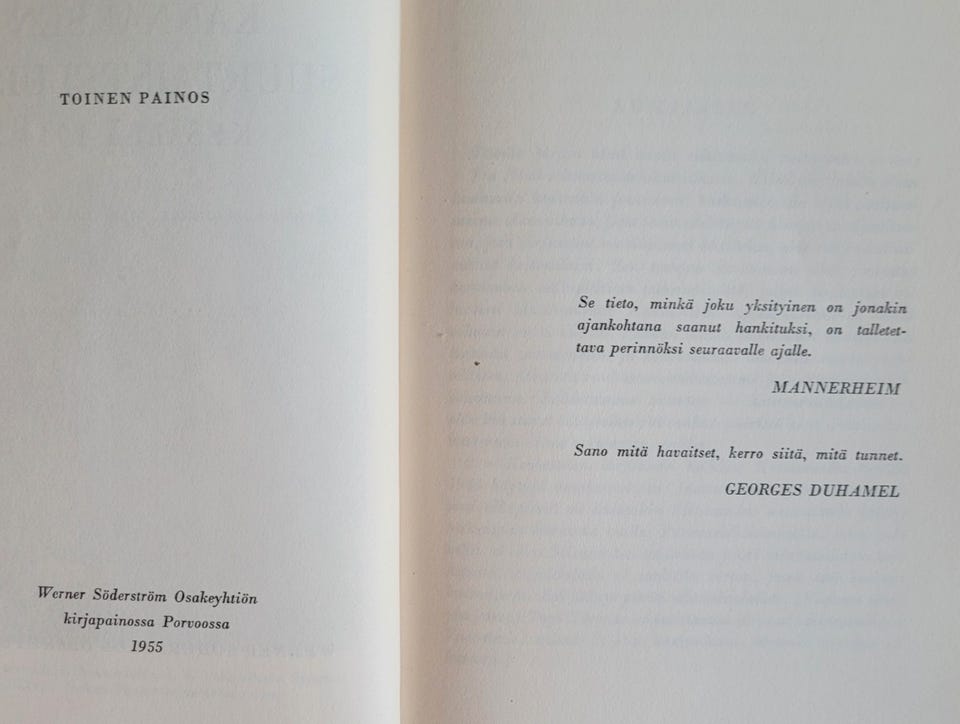 TOINEN PAINOS
Werner Söderström Osakeyhtiön
kirjapainossa Porvoossa
1955
Se tieto, minkä joku yksityinen on jonakin
ajankohtana saanut hankituksi, on talletet-
tava perinnöksi seuraavalle ajalle.
MANNERHEIM
Sano mitä havaitset, kerro siitä, mitä tunnet.
GEORGES DUHAMEL